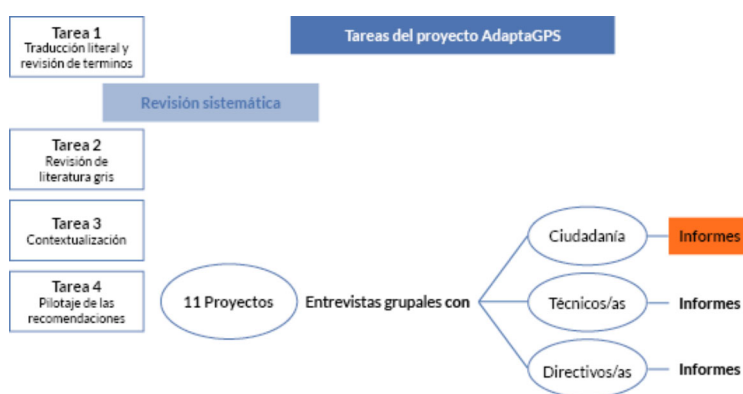 Tarea 1
Traducción literal y
revisión de terminos
Tareas del proyecto AdaptaGPS
Revisión sistemática
Tarea 2
Revisión de
literatura gris
Tarea 3
Contextualización
Tarea 4
Pilotaje de las
recomendaciones
11 Proyectos
Entrevistas grupales con
Ciudadanía
Informes
Técnicos/as
Informes
Directivos/as
Informes